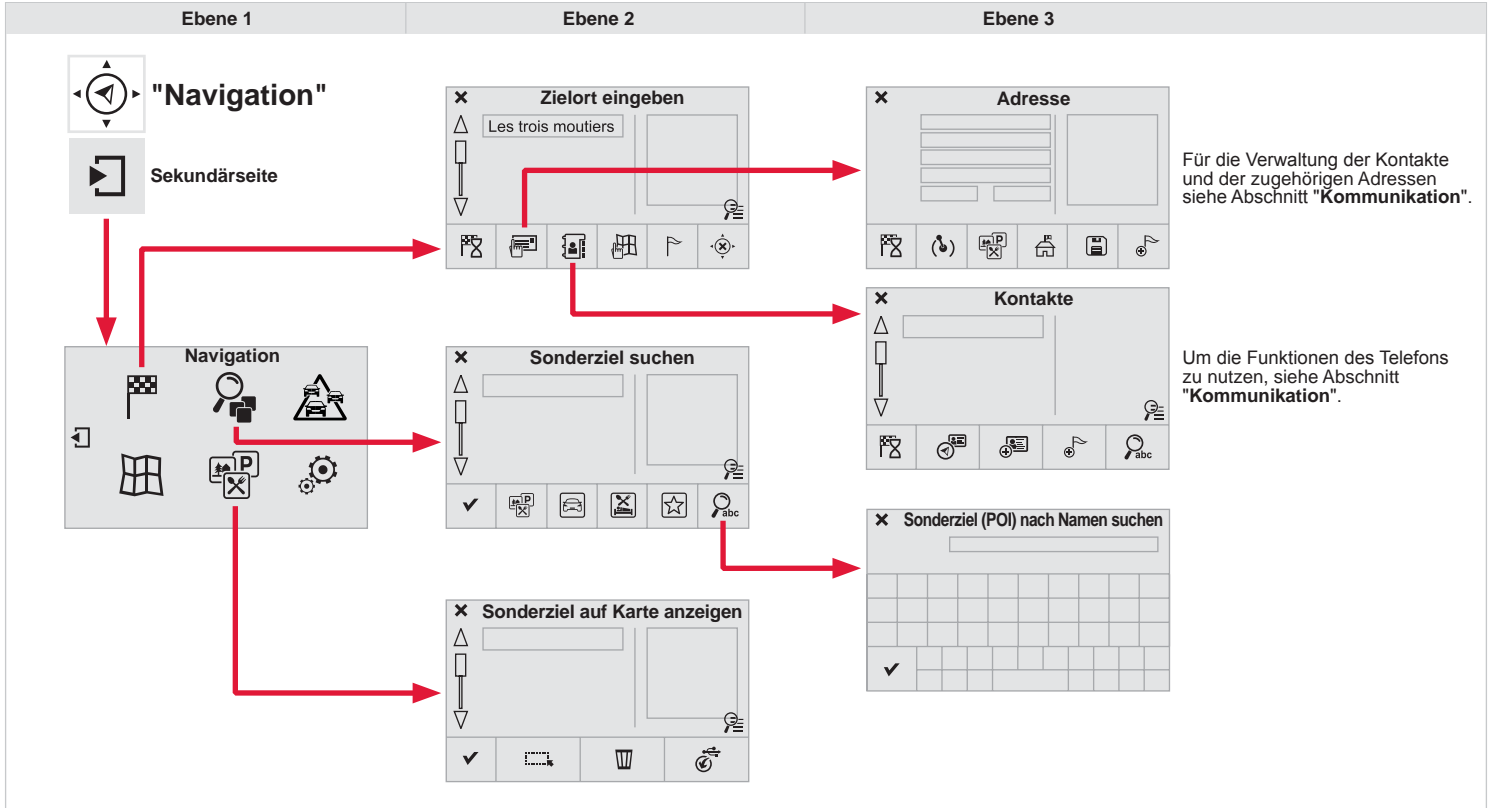 Ebene 1
Ebene 2
Ebene 3
"Navigation"
Sekundärseite
Navigation
P
Zielort eingeben
Les trois moutiers
Sonderziel suchen
P
abc
Sonderziel auf Karte anzeigen
Adresse
P
Für die Verwaltung der Kontakte
und der zugehörigen Adressen
siehe Abschnitt "Kommunikation".
Kontakte
abc
Um die Funktionen des Telefons
zu nutzen, siehe Abschnitt
"Kommunikation".
Sonderziel (POI) nach Namen suchen